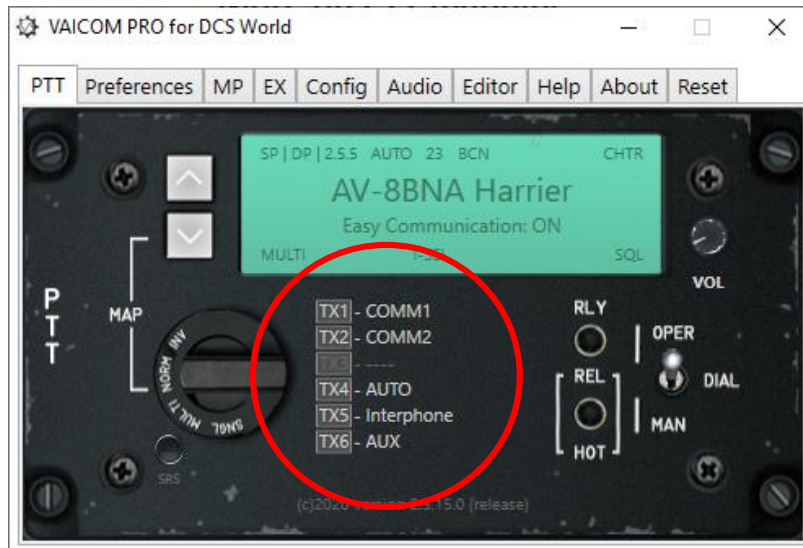 VAICOM PRO for DCS World
PTT Preferences MP EX Config Audio Editor Help About Reset
SP | DP | 2.5.5 AUTO 23 BCN CHTR
AV-8BNA Harrier
Easy Communication: ON
MULTI SQL
VOL
PTT
MAP
NORM INV
MULTI SNGL
SRS
TX1 - COMM1
TX2 - COMM2
TX3 - ----
TX4 - AUTO
TX5 - Interphone
TX6 - AUX
RLY
OPER
REL DIAL
MAN
HOT
(c)2020 version 2.5.15.0 (release)